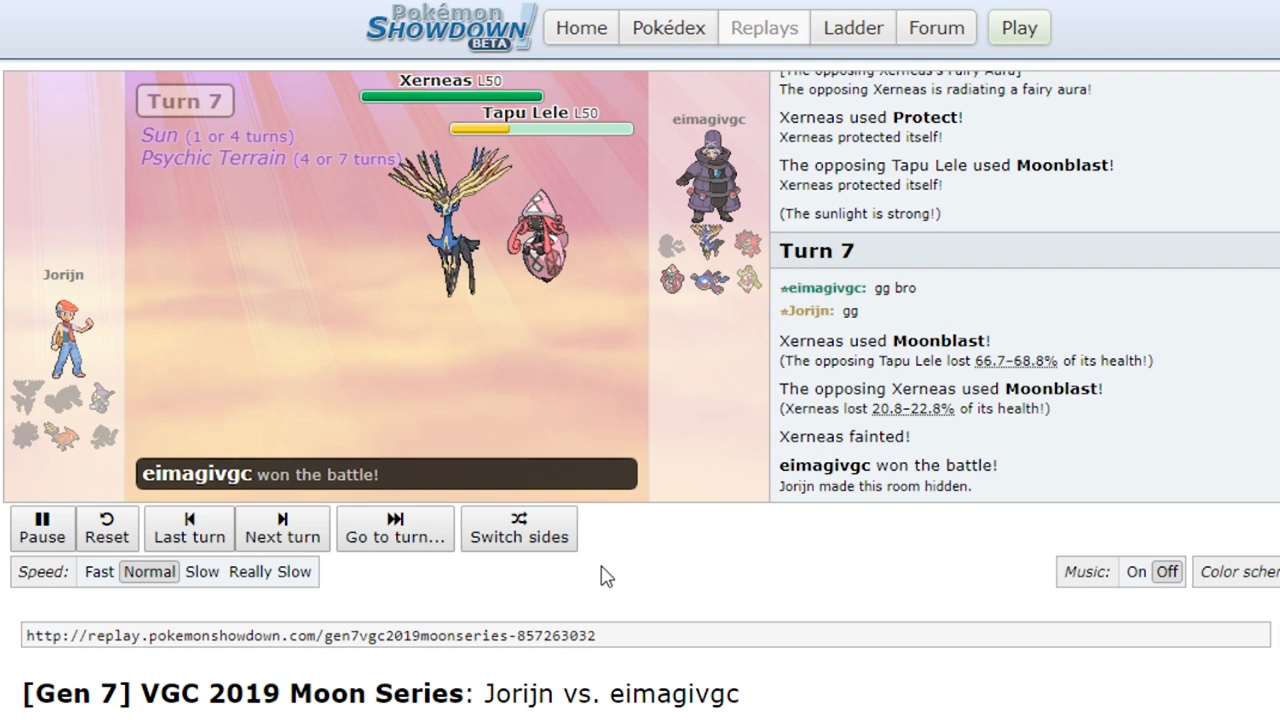 Pokémon
SHOWDOWN!
BETA
Home
Pokédex
Replays
Ladder
Forum
Play
Turn 7
Sun (1 or 4 turns)
Psychic Terrain (4 or 7 turns)
Xerneas L50
Tapu Lele L50
Jorijn
eimagivgc
eimagivgc won the battle!
[The opposing Xerneas's Fairy Aura]
The opposing Xerneas is radiating a fairy aura!
Xerneas used Protect!
Xerneas protected itself!
The opposing Tapu Lele used Moonblast!
Xerneas protected itself!
(The sunlight is strong!)
Turn 7
★eimagivgc: gg bro
★Jorijn: gg
Xerneas used Moonblast!
(The opposing Tapu Lele lost 66.7–68.8% of its health!)
The opposing Xerneas used Moonblast!
(Xerneas lost 20.8–22.8% of its health!)
Xerneas fainted!
eimagivgc won the battle!
Jorijn made this room hidden.
Pause
Reset
Last turn
Next turn
Go to turn...
Switch sides
Speed: Fast Normal Slow Really Slow
Music: On Off
Color scher
http://replay.pokemonshowdown.com/gen7vgc2019moonseries-857263032
[Gen 7] VGC 2019 Moon Series: Jorijn vs. eimagivgc